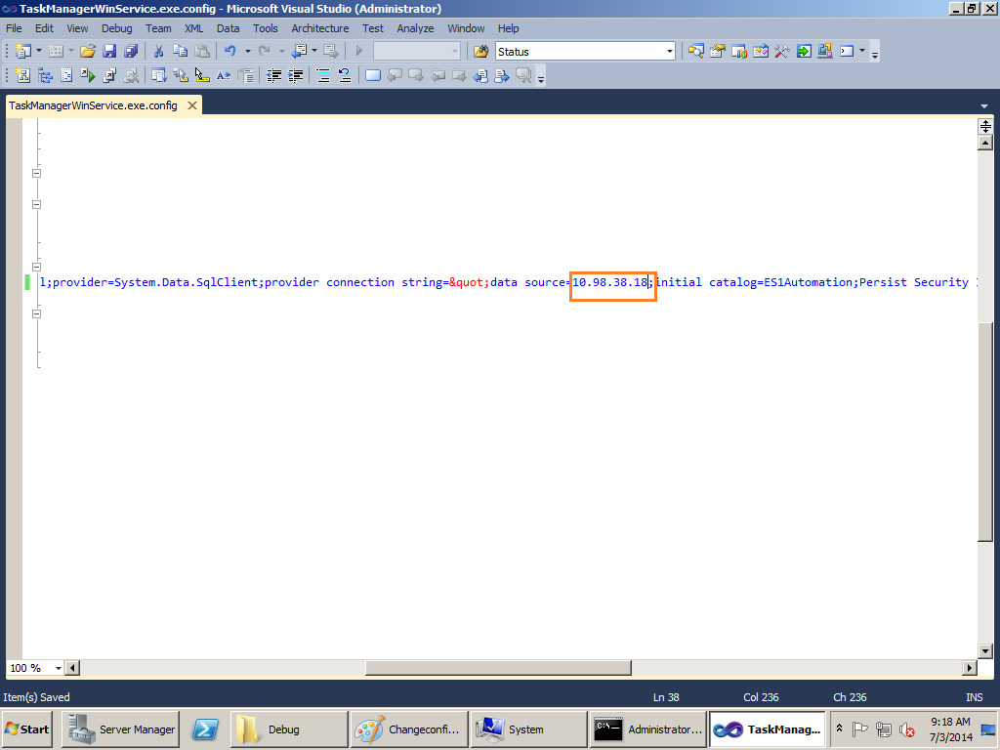 TaskManagerWinService.exe.config - Microsoft Visual Studio (Administrator)
File Edit View Debug Team XML Data Tools Architecture Test Analyze Window Help
Status
TaskManagerWinService.exe.config
l;provider=System.Data.SqlClient;provider connection string=&quot;data source=10.98.38.18;initial catalog=ES1Automation;Persist Security
100 %
Item(s) Saved Ln 38 Col 236 Ch 236 INS
Start Server Manager Debug Changeconfi... System Administrator... TaskManag... 9:18 AM
7/3/2014